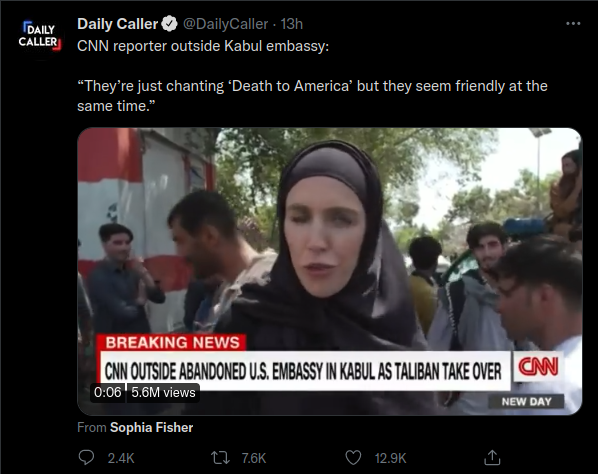 DAILY
CALLER
Daily Caller @DailyCaller · 13h
CNN reporter outside Kabul embassy:
“They’re just chanting ‘Death to America’ but they seem friendly at the
same time.”
BREAKING NEWS
CNN OUTSIDE ABANDONED U.S. EMBASSY IN KABUL AS TALIBAN TAKE OVER
CNN
0:06 5.6M views
NEW DAY
From Sophia Fisher
2.4K 7.6K 12.9K